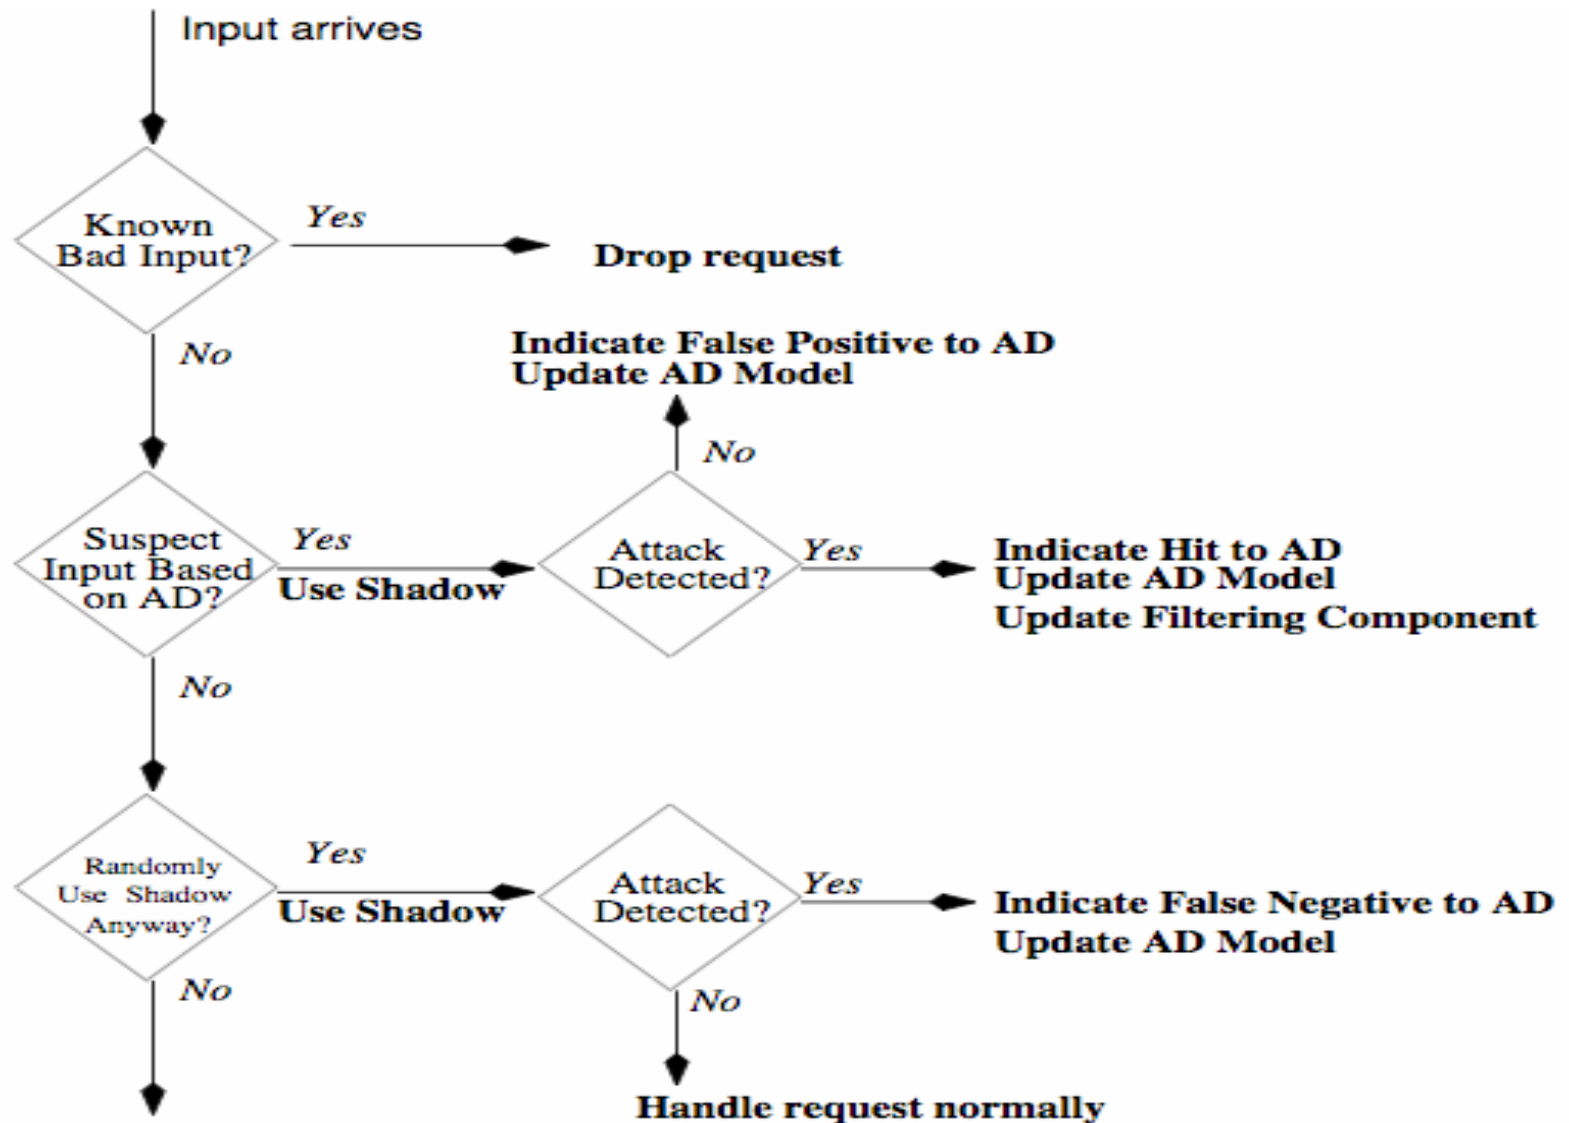 Input arrives
Known
Bad Input?
Yes
Drop request
No
Indicate False Positive to AD
Update AD Model
No
Suspect
Input Based
on AD?
Yes
Use Shadow
Attack
Detected?
Yes
Indicate Hit to AD
Update AD Model
Update Filtering Component
No
Randomly
Use Shadow
Anyway?
Yes
Use Shadow
Attack
Detected?
Yes
Indicate False Negative to AD
Update AD Model
No
No
Handle request normally